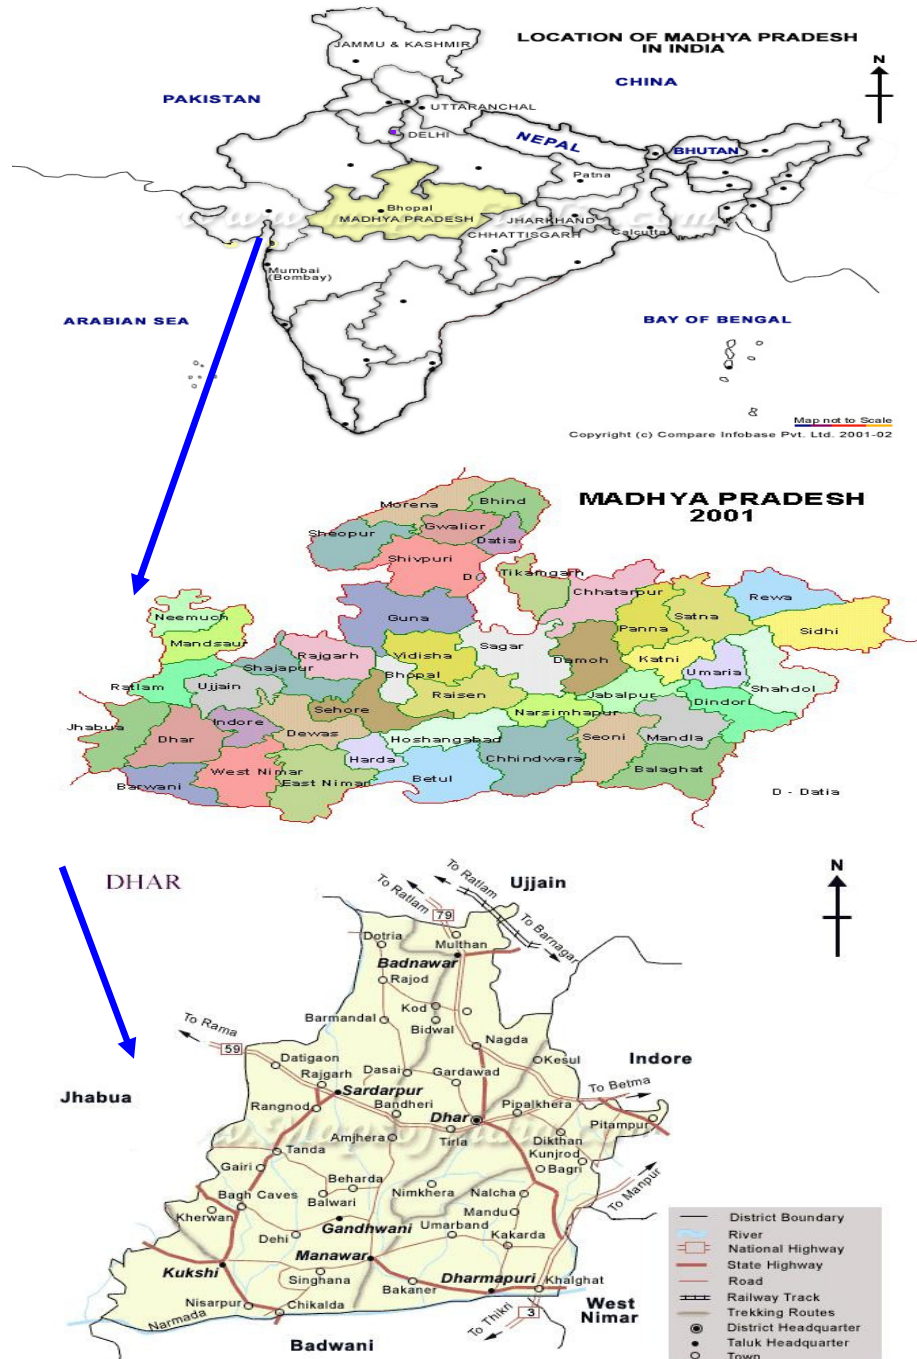 LOCATION OF MADHYA PRADESH
IN INDIA
N
JAMMU & KASHMIR
CHINA
PAKISTAN
UTTARANCHAL
DELHI
NEPAL
BHUTAN
Patna
Bhopal
MADHYA PRADESH
JHARKHAND
CHHATTISGARH
Calcutta
Mumbai
(Bombay)
ARABIAN SEA
BAY OF BENGAL
Map not to Scale
Copyright (c) Compare Infobase Pvt. Ltd. 2001-02
MADHYA PRADESH
2001
Bhind
Morena
Gwalior
Sheopur
Datia
Shivpuri
D
Tikamgarh
Chhatarpur
Rewa
Neemuch
Guna
Satna
Panna
Sidhi
Mandsaur
Sagar
Rajgarh
Vidisha
Damoh
Katni
Shajapur
Bhopal
Umaria
Ratlam
Ujjain
Raisen
Jabalpur
Shahdol
Dindori
Sehore
Narsimhapur
Jhabua
Indore
Dhar
Dewas
Hoshangabad
Seoni
Mandla
Harda
Chhindwara
West Nimar
Balaghat
Barwani
East Nimar
Betul
D - Datia
DHAR
N
To Ratlam
To Ratlam
Ujjain
79
To Barnagar
Dotria
Multhan
Badnawar
Rajod
Kod
Barmandal
Bidwal
To Rama
59
Nagda
Datigaon
Kesul
Indore
Rajgarh
Dasai
Gardawad
To Betma
Jhabua
Sardarpur
Rangnod
Bandheri
Dhar
Pipalkhera
Pitampur
Amjhera
Tirla
Dikthan
Tanda
Kunjrod
Gairi
Bagri
Beharda
Nimkhera
Nalcha
To Manpur
Bagh Caves
Balwari
Kherwan
Mandu
Gandhwani
Umarband
Dehi
Kakarda
Manawar
Kukshi
Singhana
Dharmapuri
Khalghat
Bakaner
Nisarpur
Chikalda
Narmada
To Thikri
3
West
Nimar
Badwani
District Boundary
River
National Highway
State Highway
Road
Railway Track
Trekking Routes
District Headquarter
Taluk Headquarter
Town